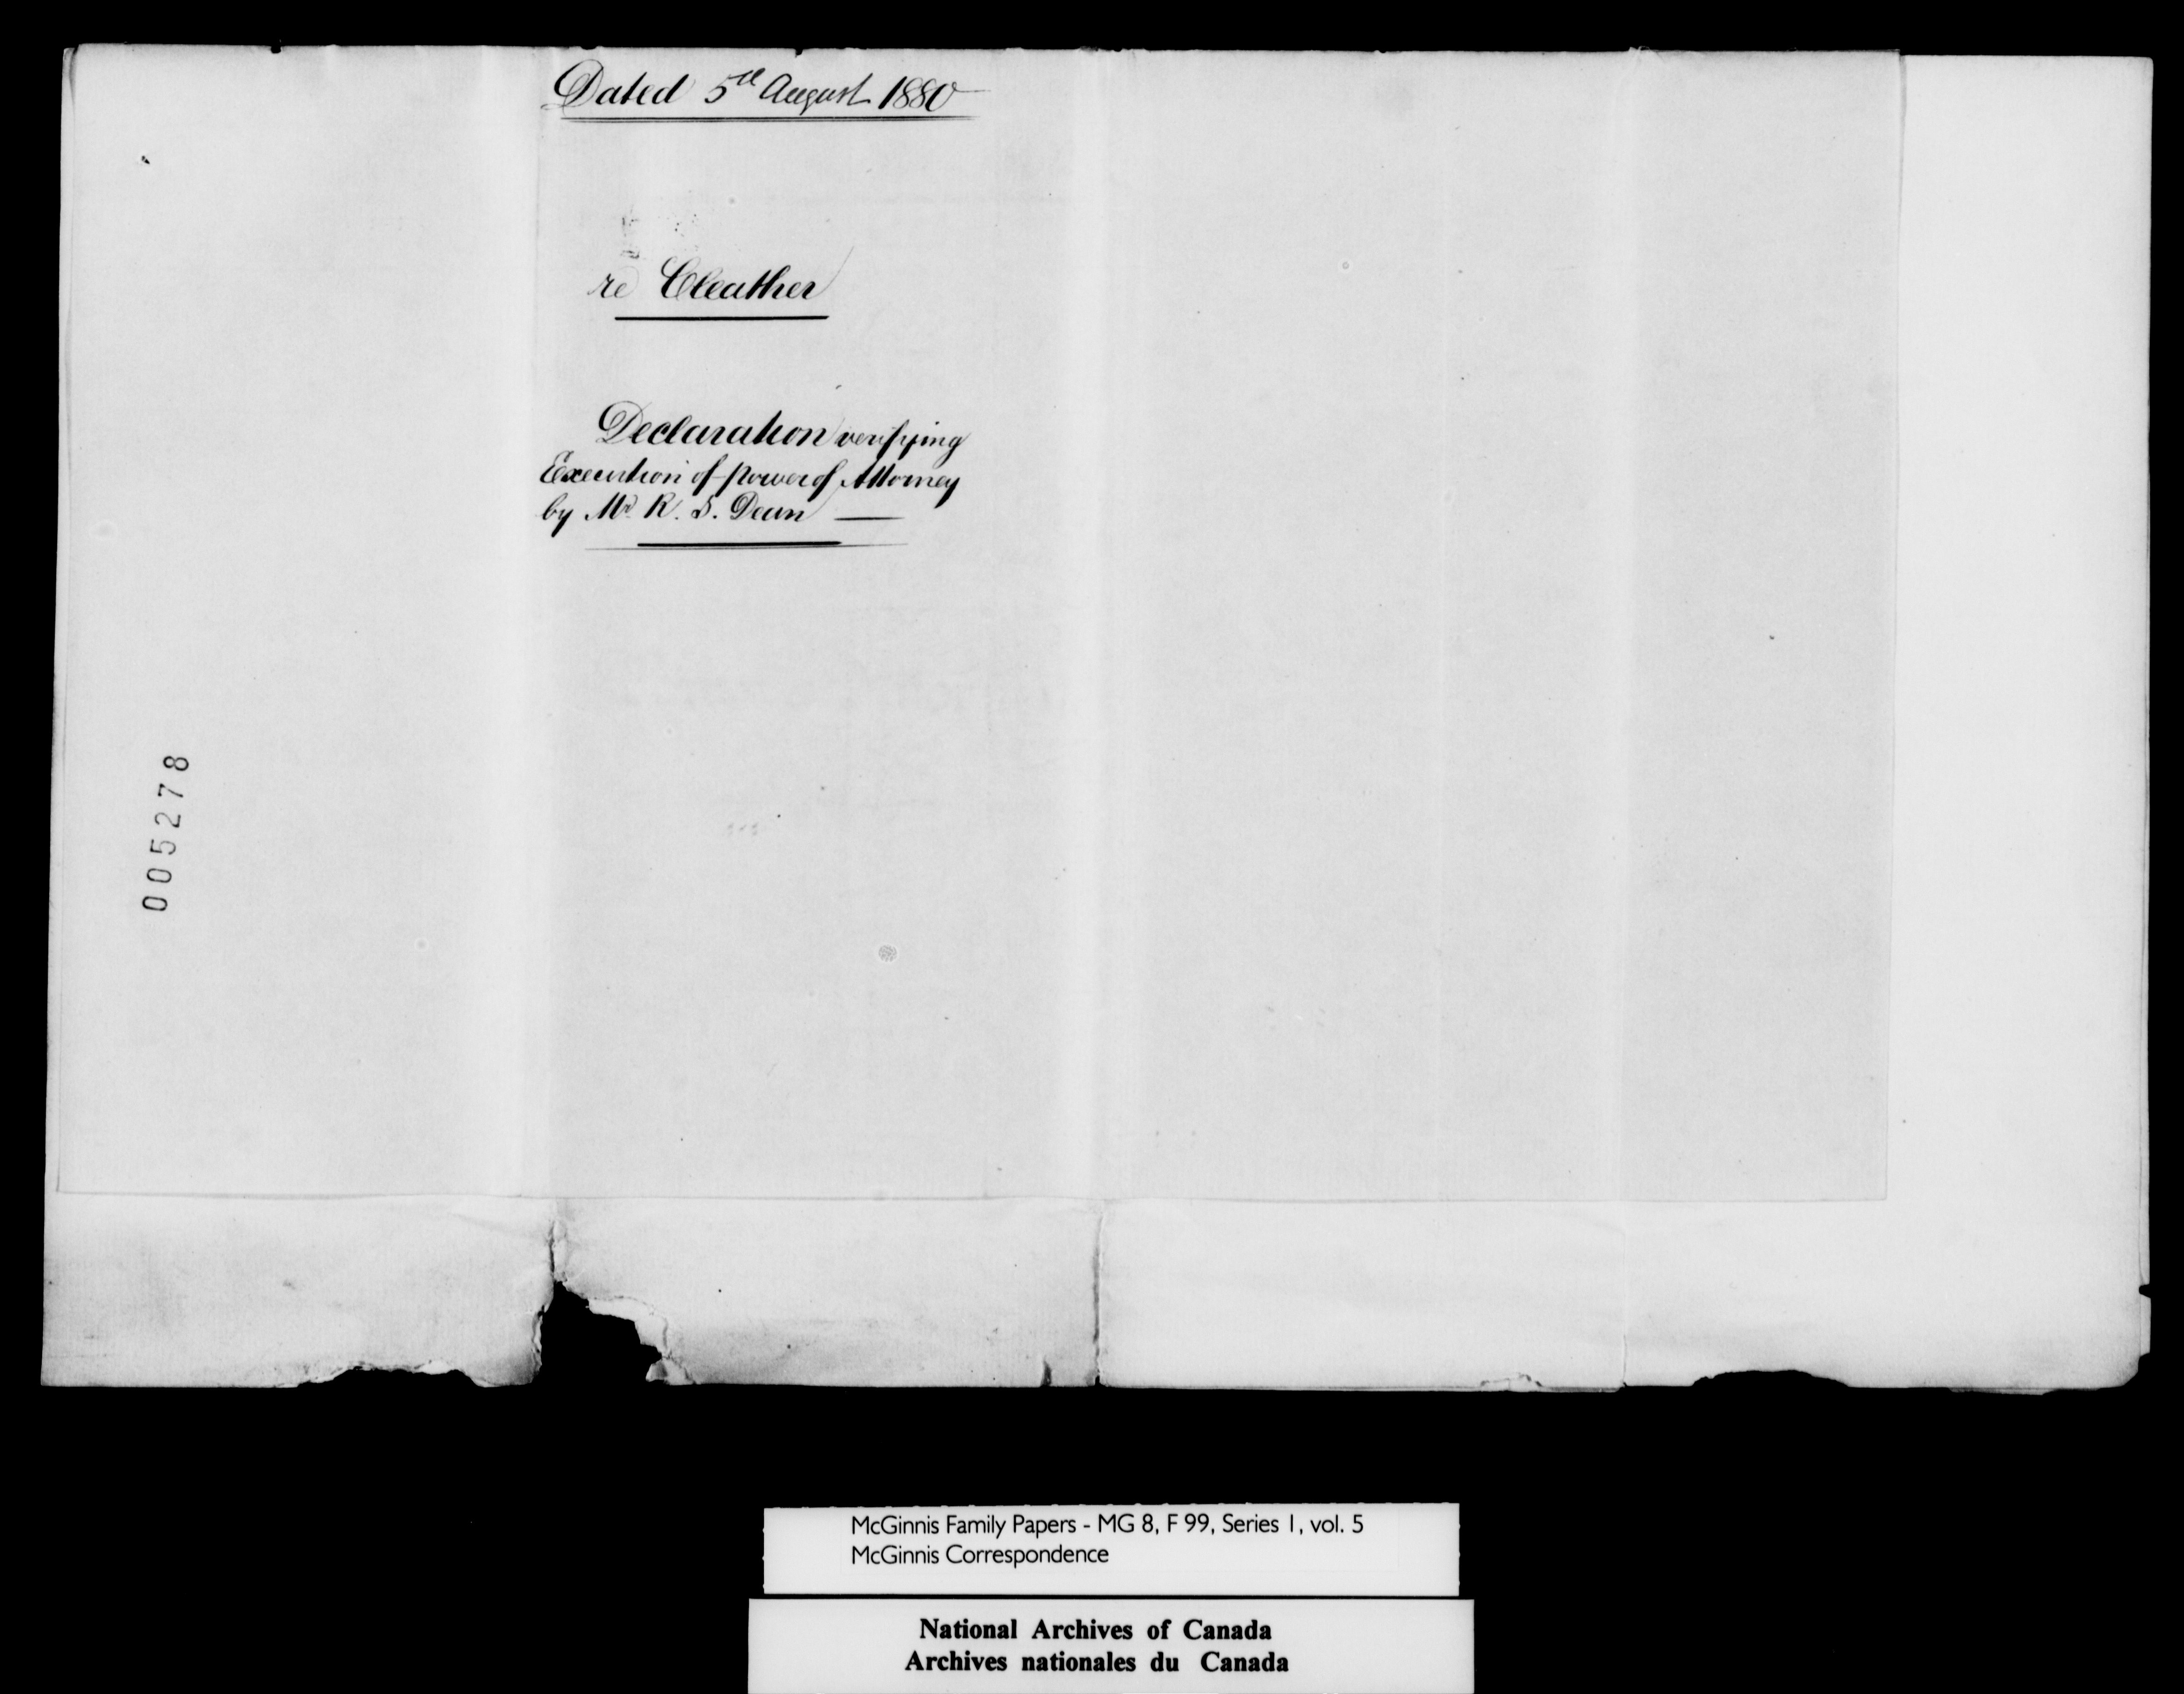 Dated 5th August 1880
re Cleather
Declaration verifying
Execution of power of Attorney
by Mr. R. S. Dean
005278
McGinnis Family Papers - MG 8, F 99, Series 1, vol. 5
McGinnis Correspondence
National Archives of Canada
Archives nationales du Canada